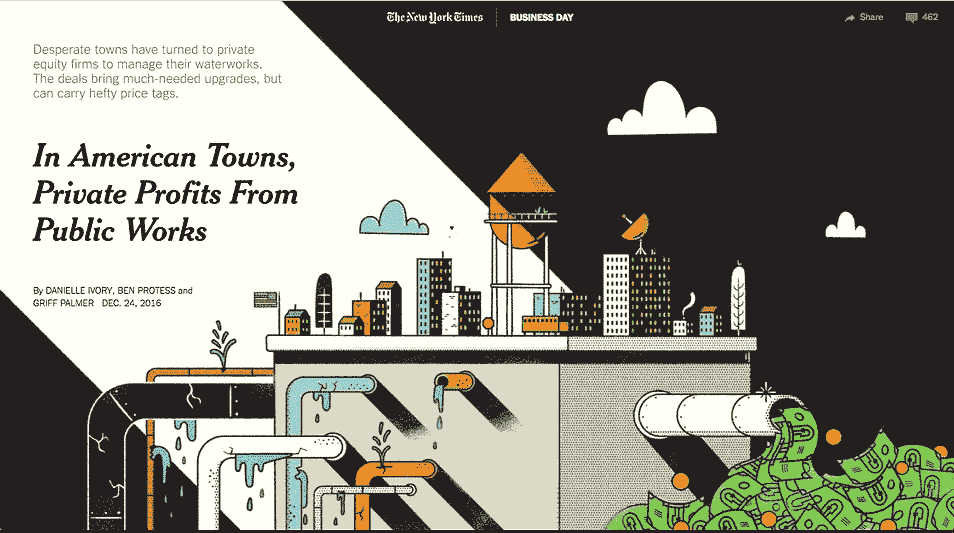 The New York Times
BUSINESS DAY
Share
462
Desperate towns have turned to private
equity firms to manage their waterworks.
The deals bring much-needed upgrades, but
can carry hefty price tags.
In American Towns,
Private Profits From
Public Works
By DANIELLE IVORY, BEN PROTESS and
GRIFF PALMER DEC. 24, 2016